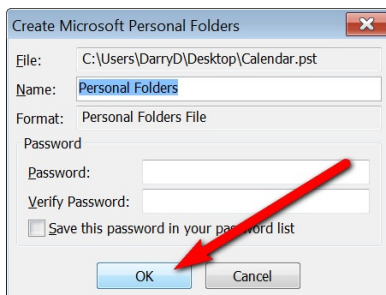 Create Microsoft Personal Folders
File: C:\Users\DarryD\Desktop\Calendar.pst
Name: Personal Folders
Format: Personal Folders File
Password
Password:
Verify Password:
Save this password in your password list
OK Cancel